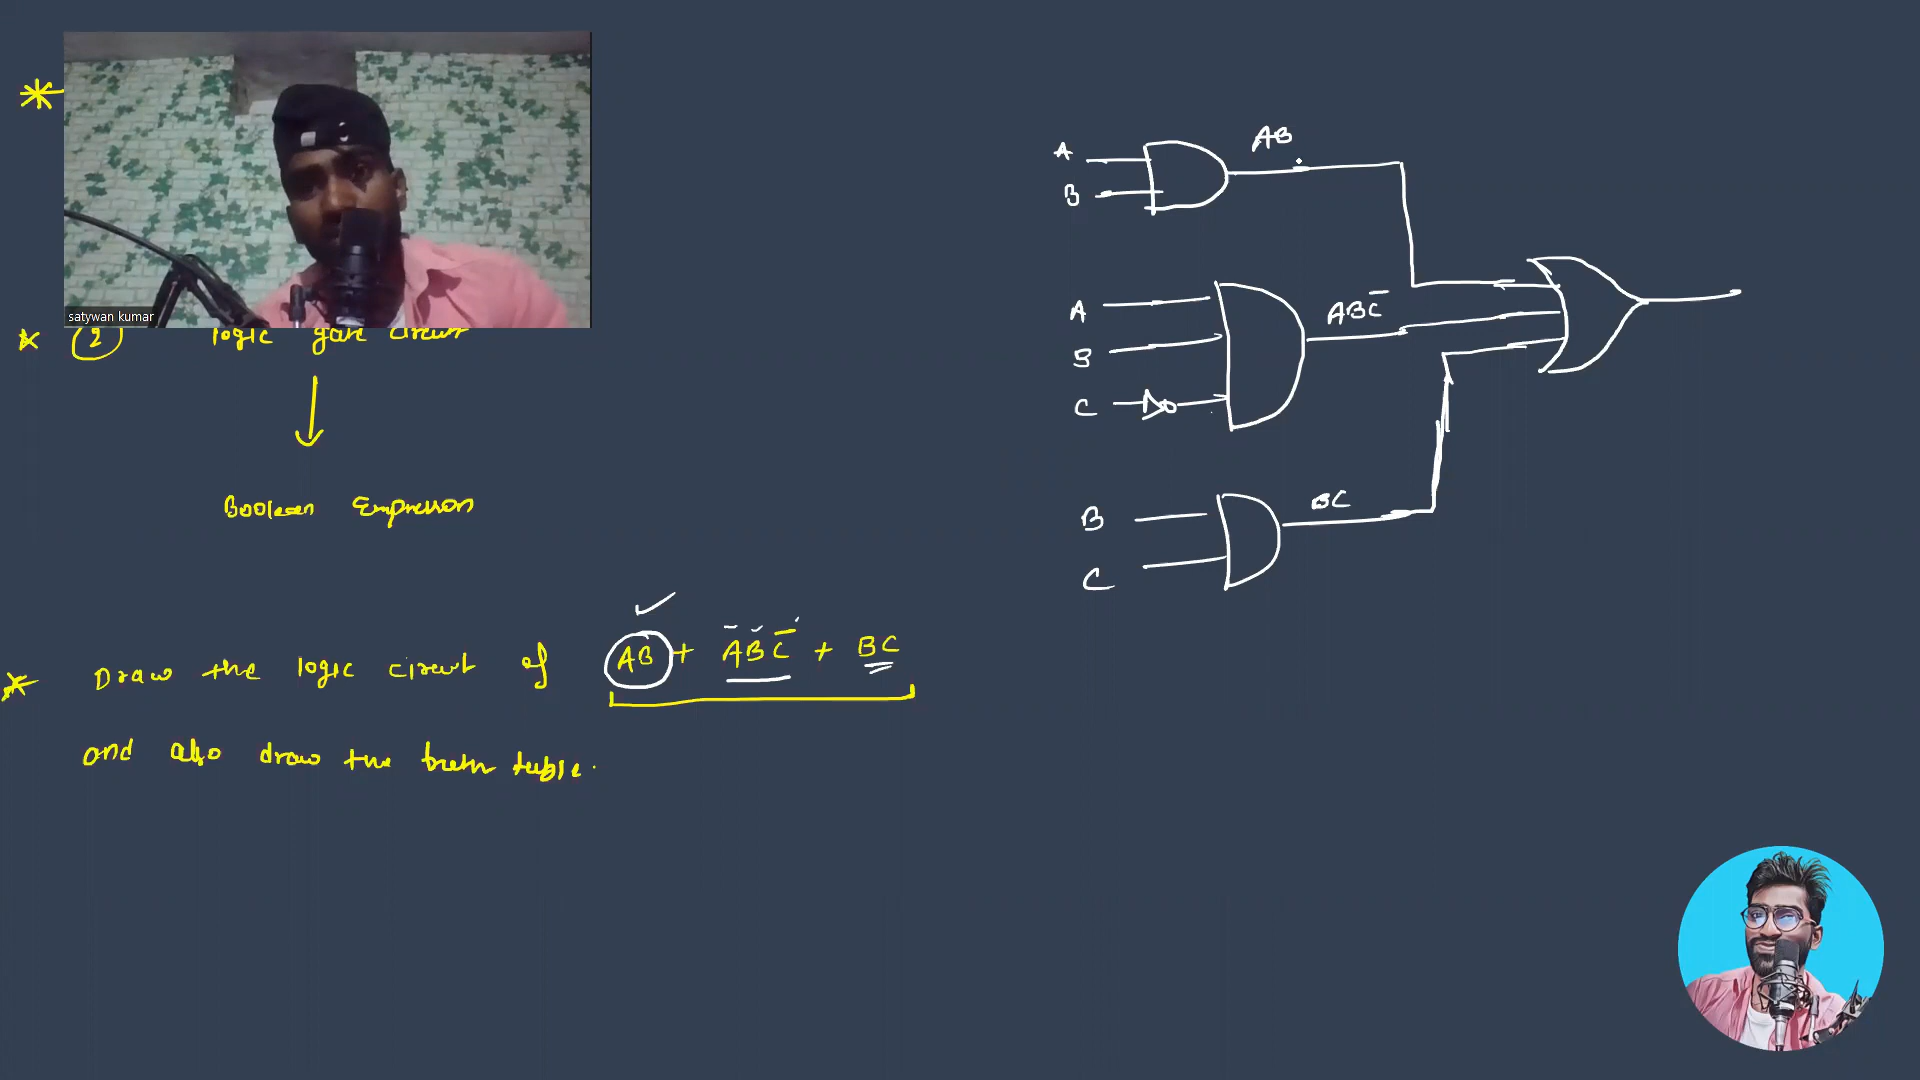 *
satywan kumar
* (2) logic gate circuit
Boolean Expression
* Draw the logic circuit of AB + ABC̅ + BC
and also draw the truth table.
A
B
AB
A
B
C
ABC̅
B
C
BC